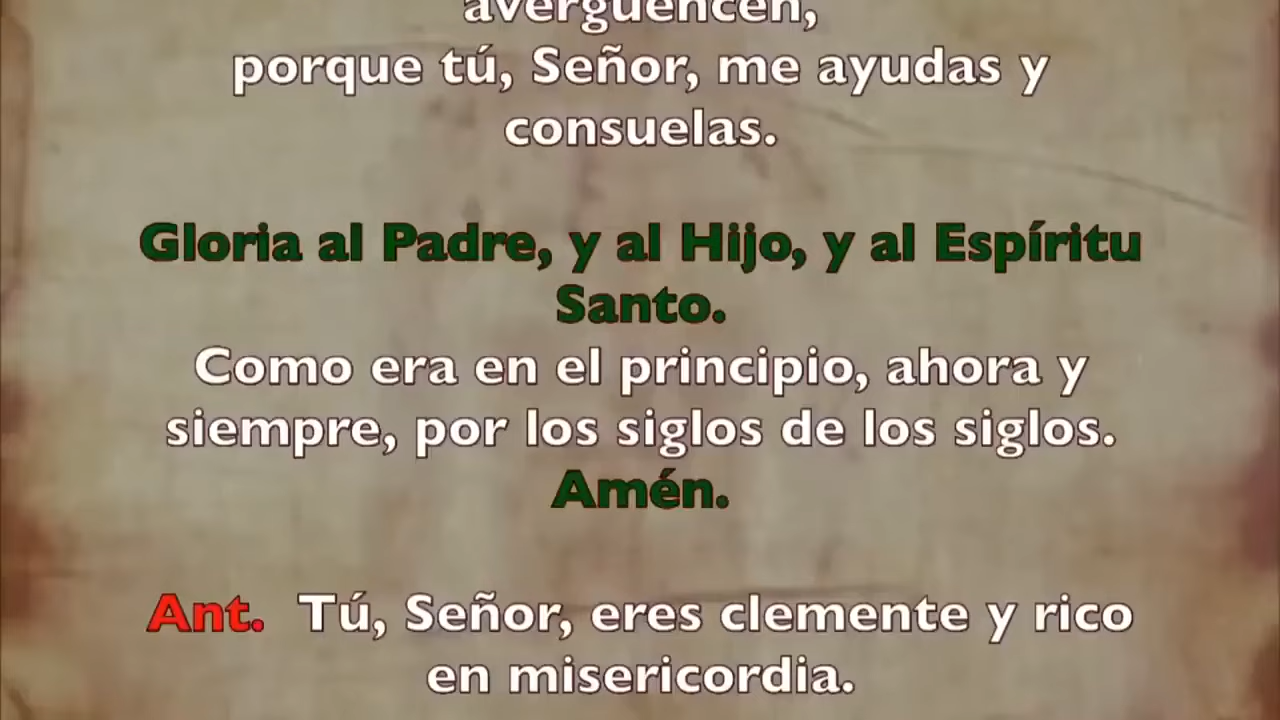 avergüencen,
porque tú, Señor, me ayudas y
consuelas.
Gloria al Padre, y al Hijo, y al Espíritu
Santo.
Como era en el principio, ahora y
siempre, por los siglos de los siglos.
Amén.
Ant. Tú, Señor, eres clemente y rico
en misericordia.